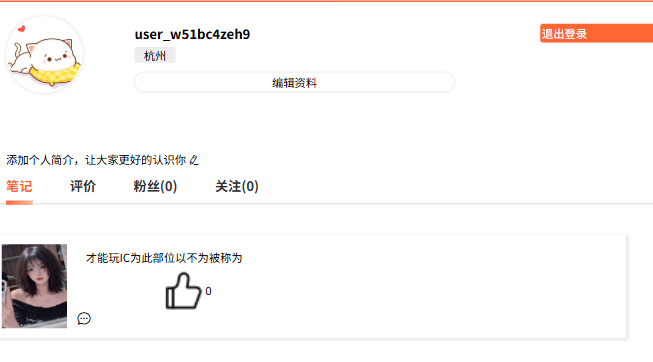 user_w51bc4zeh9
退出登录
杭州
编辑资料
添加个人简介，让大家更好的认识你
笔记 评价 粉丝(0) 关注(0)
才能玩IC为此部位以不为被称为
0